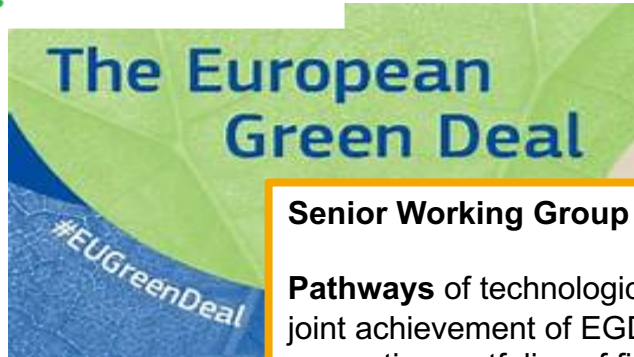 The European
Green Deal
#EUGreenDeal
Senior Working Group
Pathways of technologic
joint achievement of EGD